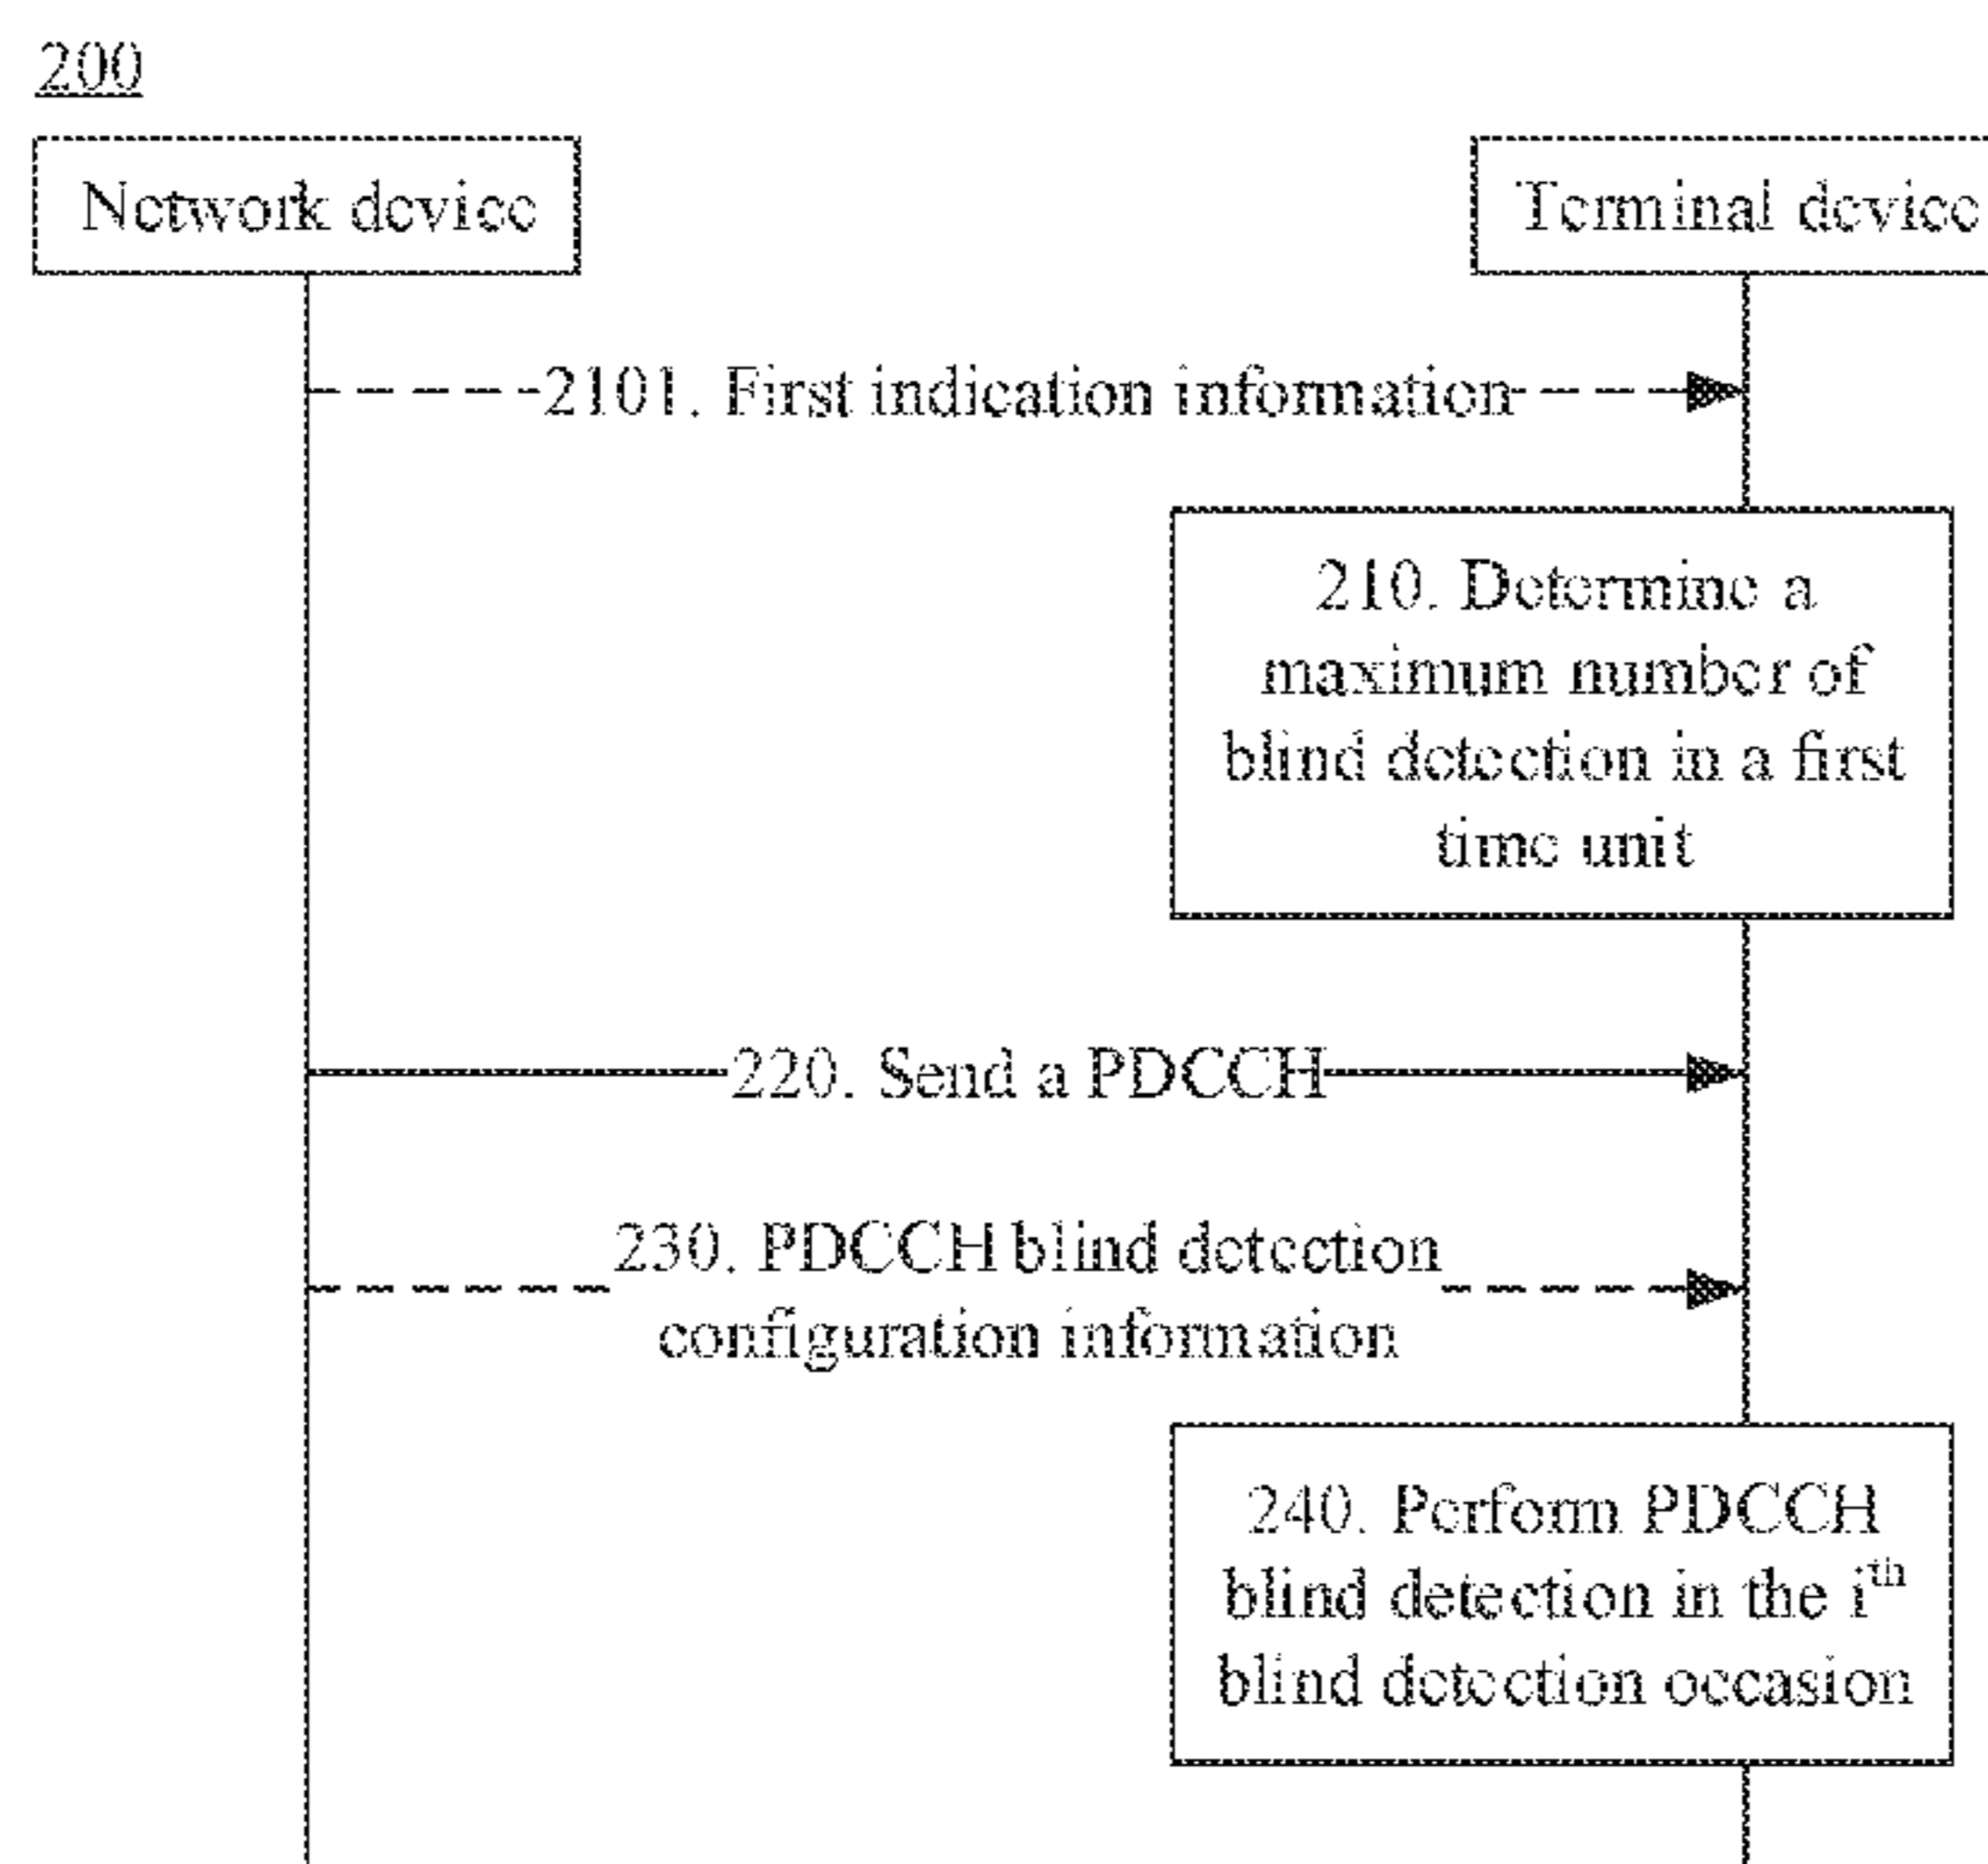 200
Network device
Terminal device
2101. First indication information
210. Determine a
maximum number of
blind detection in a first
time unit
220. Send a PDCCH
230. PDCCH blind detection
configuration information
240. Perform PDCCH
blind detection in the iᵗʰ
blind detection occasion